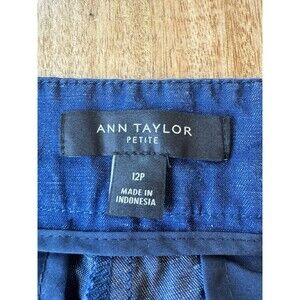 ANN TAYLOR
PETITE
12P
MADE IN
INDONESIA